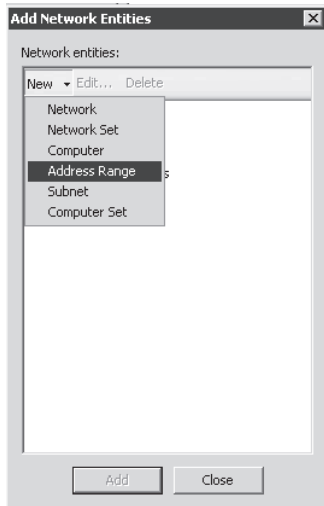 Add Network Entities
Network entities:
New Edit... Delete
Network
Network Set
Computer
Address Range
Subnet
Computer Set
Add Close